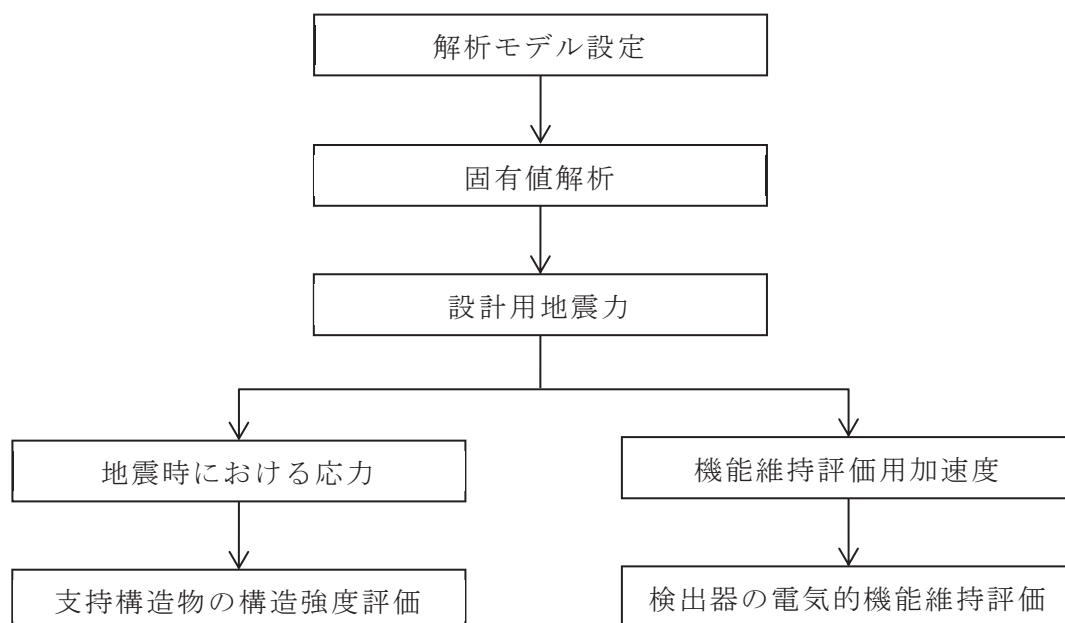 解析モデル設定
固有値解析
設計用地震力
地震時における応力
機能維持評価用加速度
支持構造物の構造強度評価
検出器の電気的機能維持評価